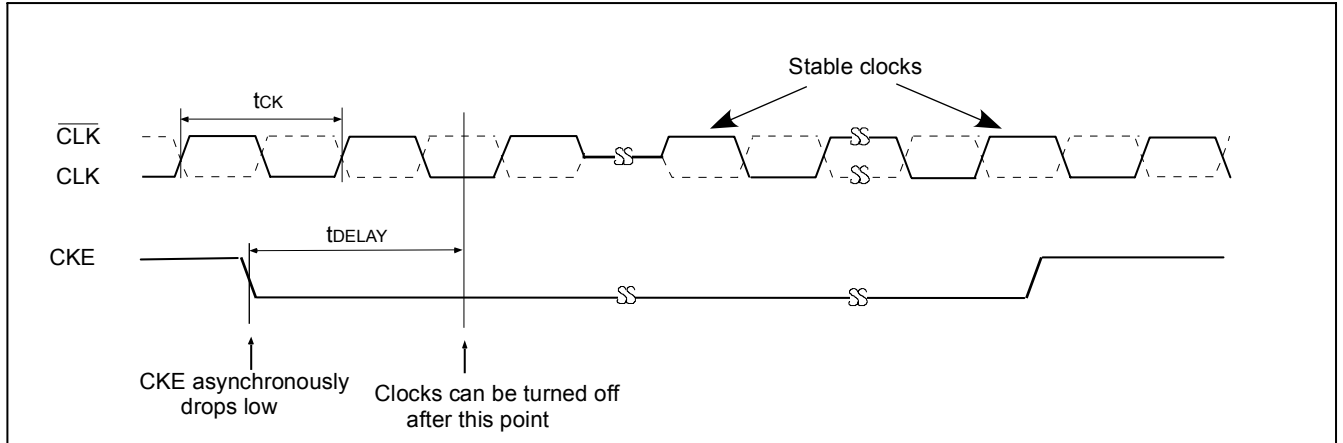 Stable clocks
tCK
CLK
CLK
tDELAY
CKE
CKE asynchronously
drops low
Clocks can be turned off
after this point